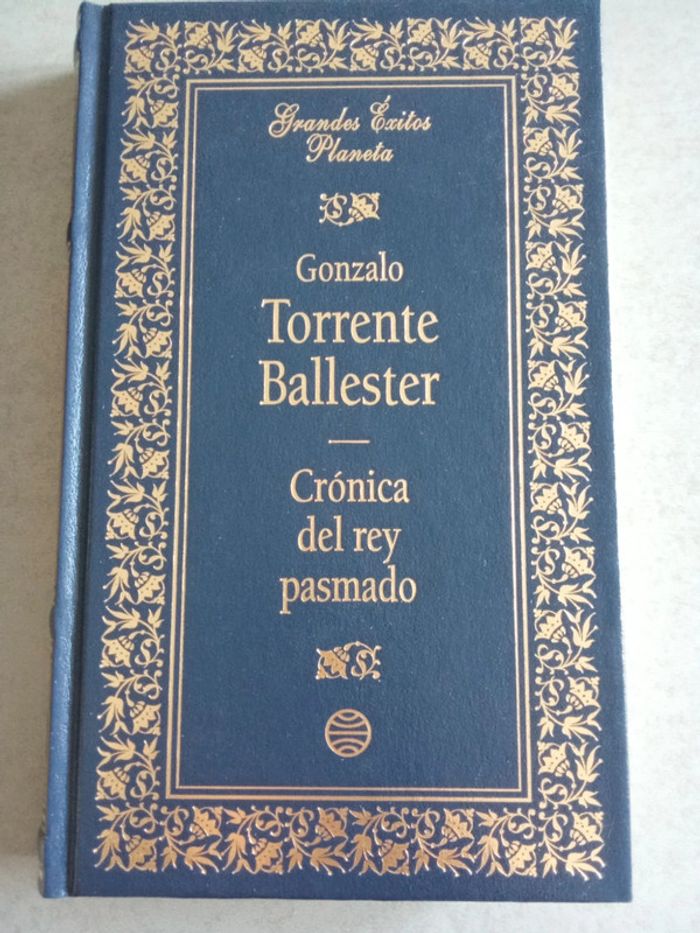 Grandes Éxitos
Planeta
Gonzalo
Torrente
Ballester
Crónica
del rey
pasmado